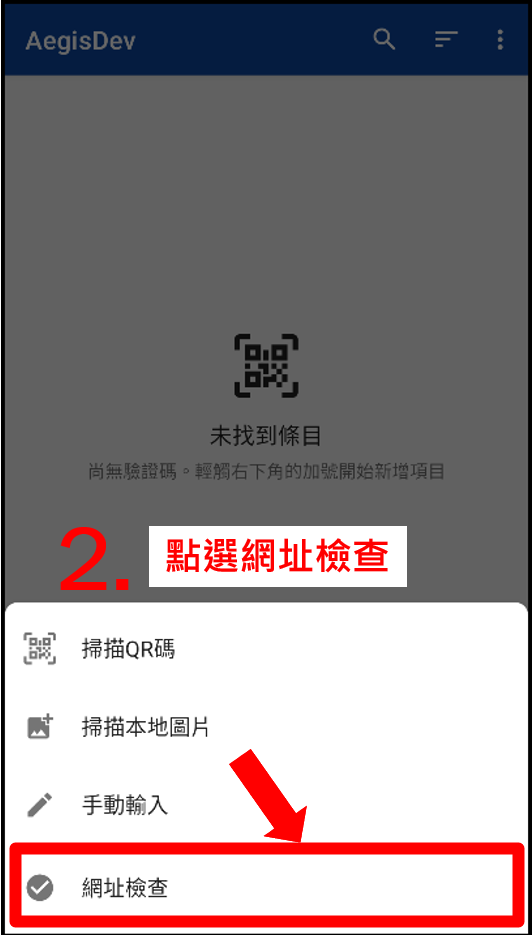 AegisDev
未找到條目
尚無驗證碼。輕觸右下角的加號開始新增項目
2. 點選網址檢查
掃描QR碼
掃描本地圖片
手動輸入
網址檢查